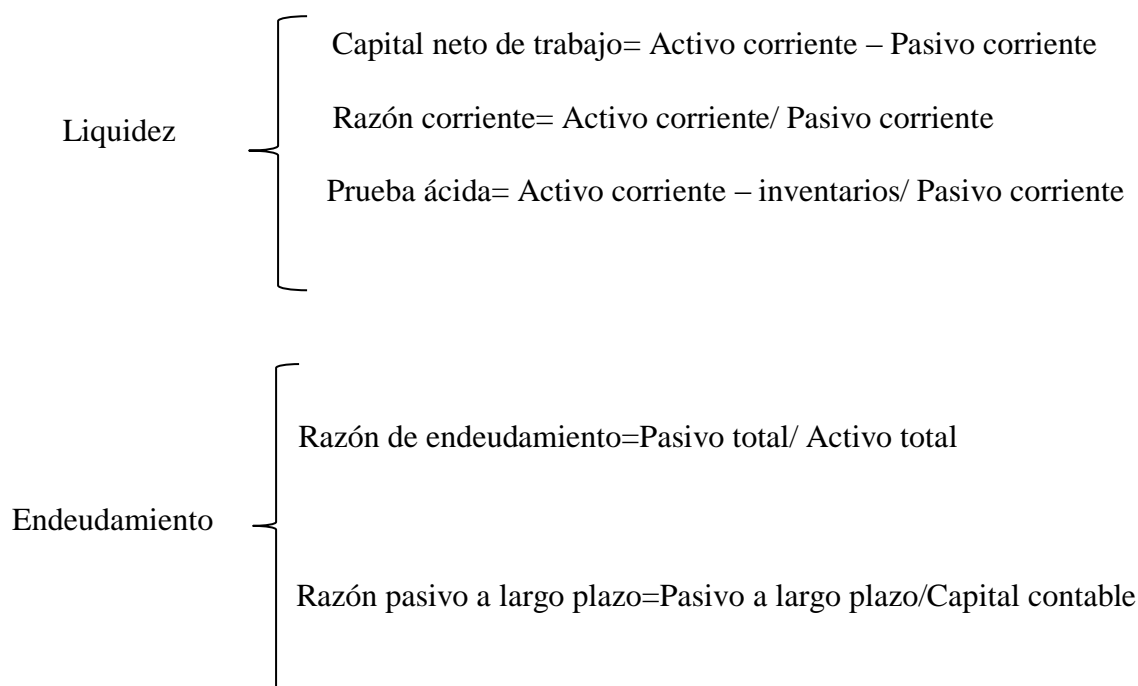 Liquidez
Capital neto de trabajo= Activo corriente – Pasivo corriente
Razón corriente= Activo corriente/ Pasivo corriente
Prueba ácida= Activo corriente – inventarios/ Pasivo corriente
Endeudamiento
Razón de endeudamiento=Pasivo total/ Activo total
Razón pasivo a largo plazo=Pasivo a largo plazo/Capital contable